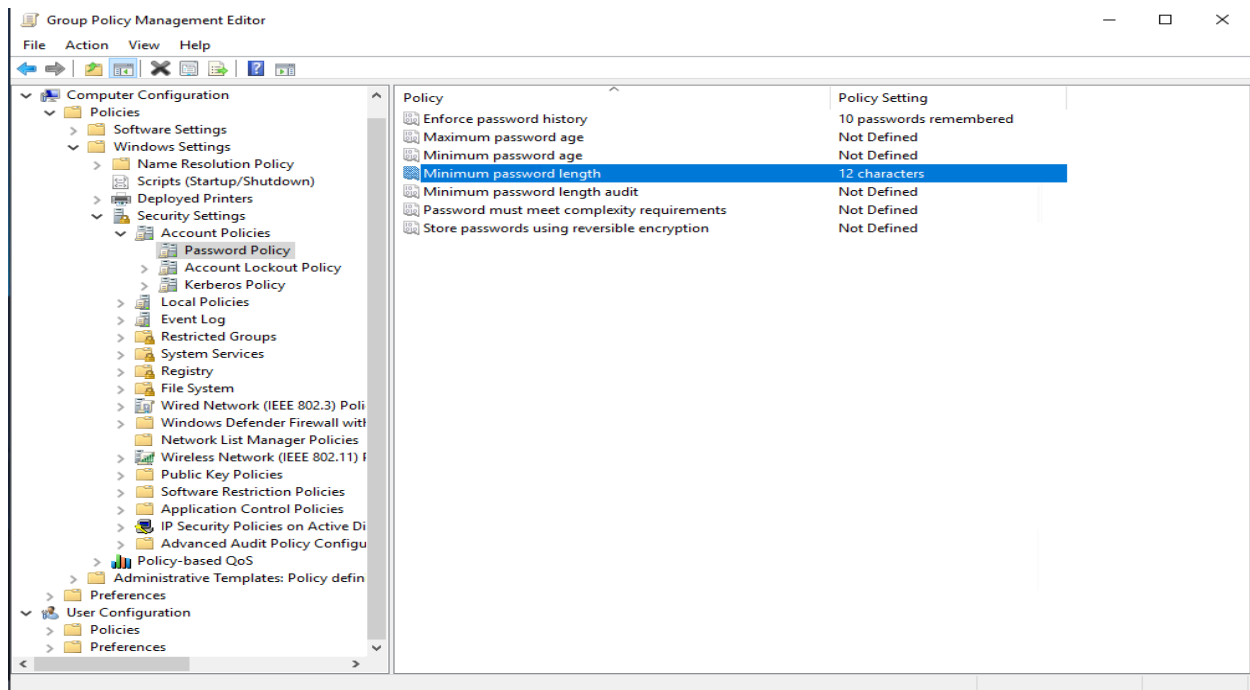 Group Policy Management Editor
File Action View Help
Computer Configuration
Policies
Software Settings
Windows Settings
Name Resolution Policy
Scripts (Startup/Shutdown)
Deployed Printers
Security Settings
Account Policies
Password Policy
Account Lockout Policy
Kerberos Policy
Local Policies
Event Log
Restricted Groups
System Services
Registry
File System
Wired Network (IEEE 802.3) Poli
Windows Defender Firewall with
Network List Manager Policies
Wireless Network (IEEE 802.11) P
Public Key Policies
Software Restriction Policies
Application Control Policies
IP Security Policies on Active Di
Advanced Audit Policy Configu
Policy-based QoS
Administrative Templates: Policy defin
Preferences
User Configuration
Policies
Preferences
Policy Policy Setting
Enforce password history 10 passwords remembered
Maximum password age Not Defined
Minimum password age Not Defined
Minimum password length 12 characters
Minimum password length audit Not Defined
Password must meet complexity requirements Not Defined
Store passwords using reversible encryption Not Defined